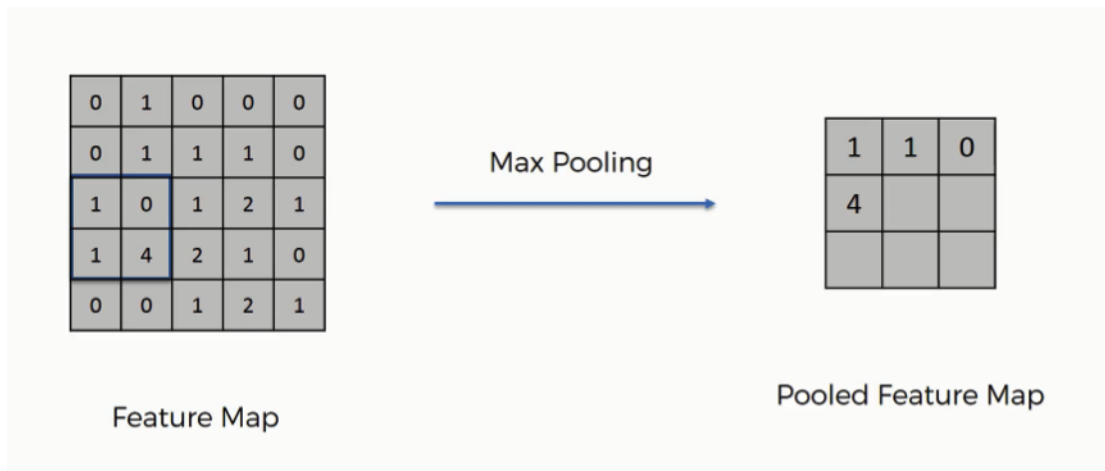 0 1 0 0 0
0 1 1 1 0
1 0 1 2 1
1 4 2 1 0
0 0 1 2 1
Feature Map
Max Pooling
1 1 0
4
Pooled Feature Map